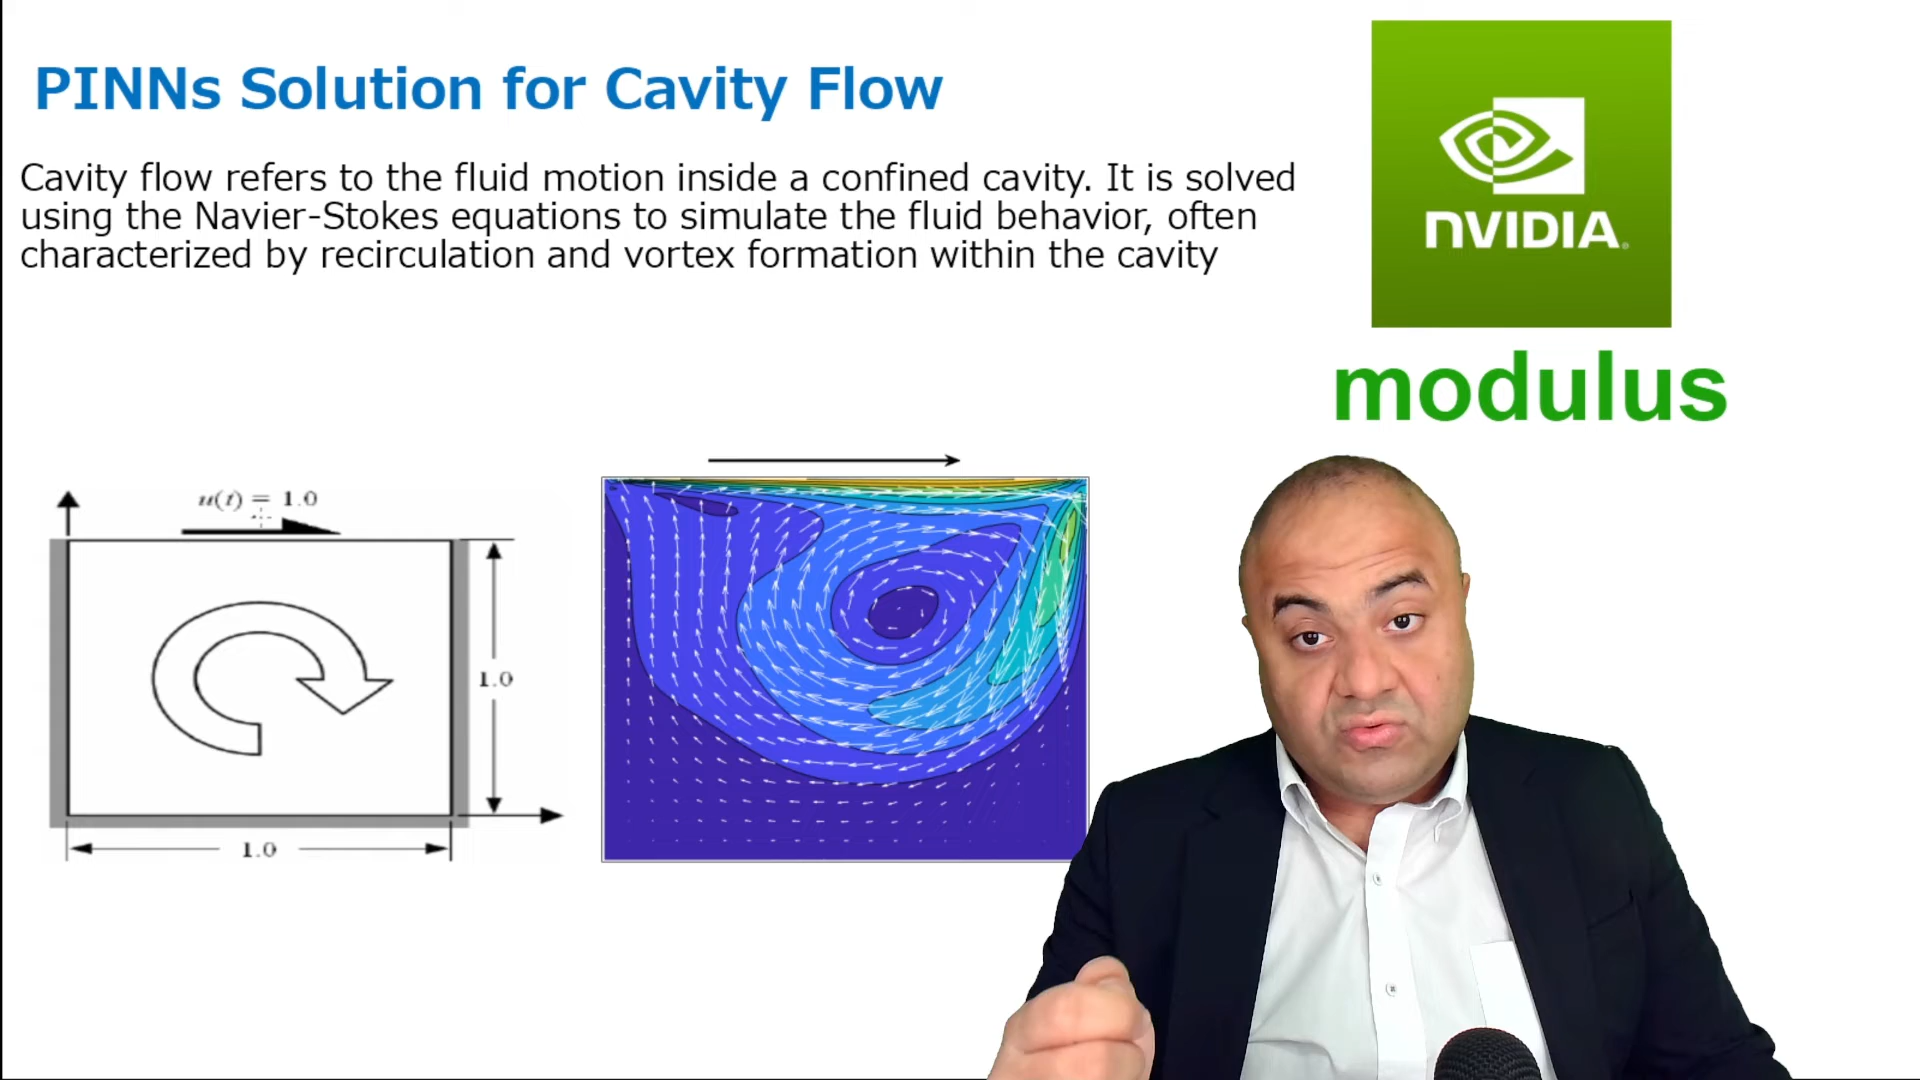 PINNs Solution for Cavity Flow
Cavity flow refers to the fluid motion inside a confined cavity. It is solved
using the Navier-Stokes equations to simulate the fluid behavior, often
characterized by recirculation and vortex formation within the cavity
NVIDIA
modulus
u(t) = 1.0
1.0
1.0